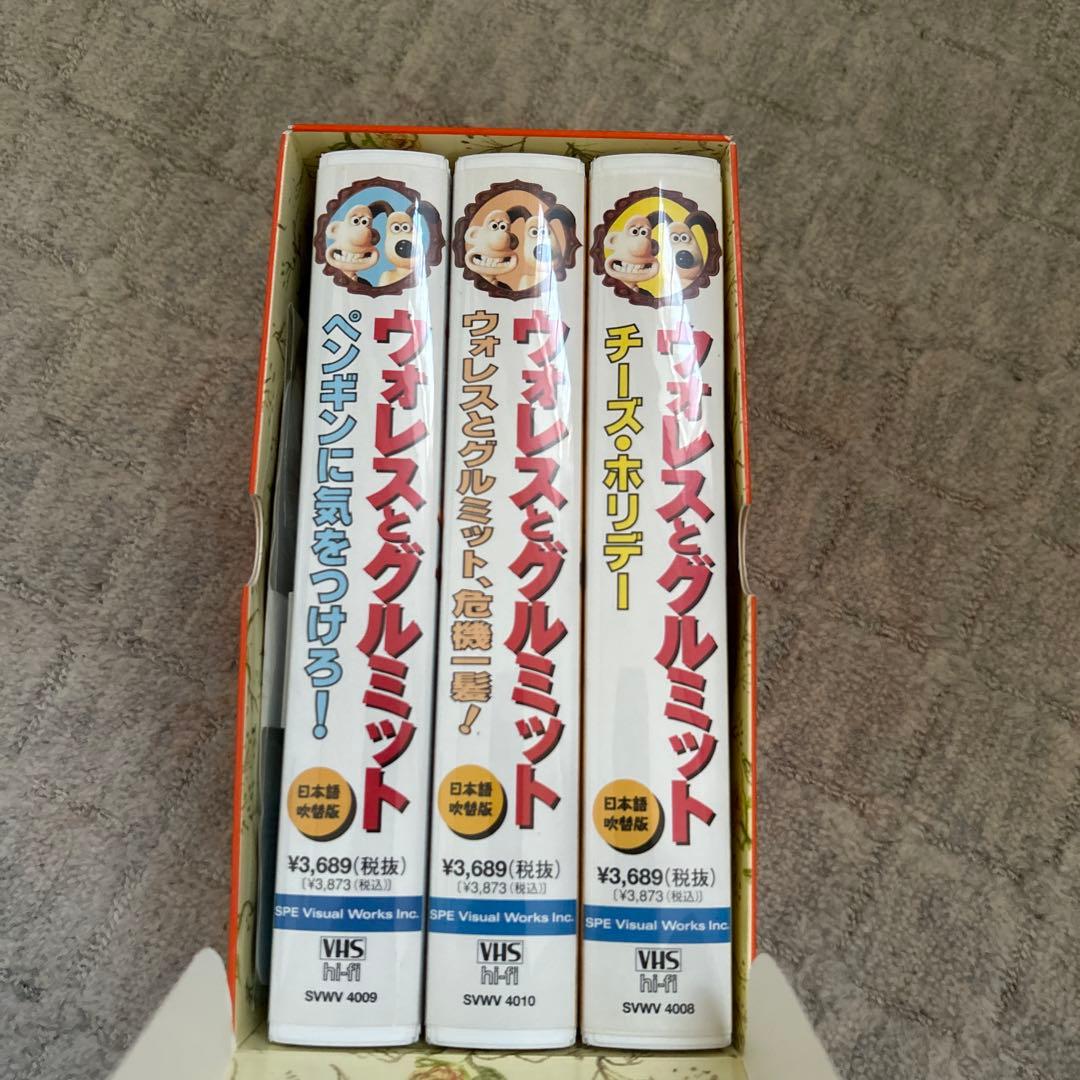 ウォレスとグルミット
ペンギンに気をつけろ!
日本語
吹替版
¥3,689(税抜)
〔¥3,873(税込)〕
SPE Visual Works Inc.
VHS
hi-fi
SVWV 4009
ウォレスとグルミット
ウォレスとグルミット、危機一髪!
日本語
吹替版
¥3,689(税抜)
〔¥3,873(税込)〕
SPE Visual Works Inc.
VHS
hi-fi
SVWV 4010
ウォレスとグルミット
チーズ・ホリデー
日本語
吹替版
¥3,689(税抜)
〔¥3,873(税込)〕
SPE Visual Works Inc.
VHS
hi-fi
SVWV 4008